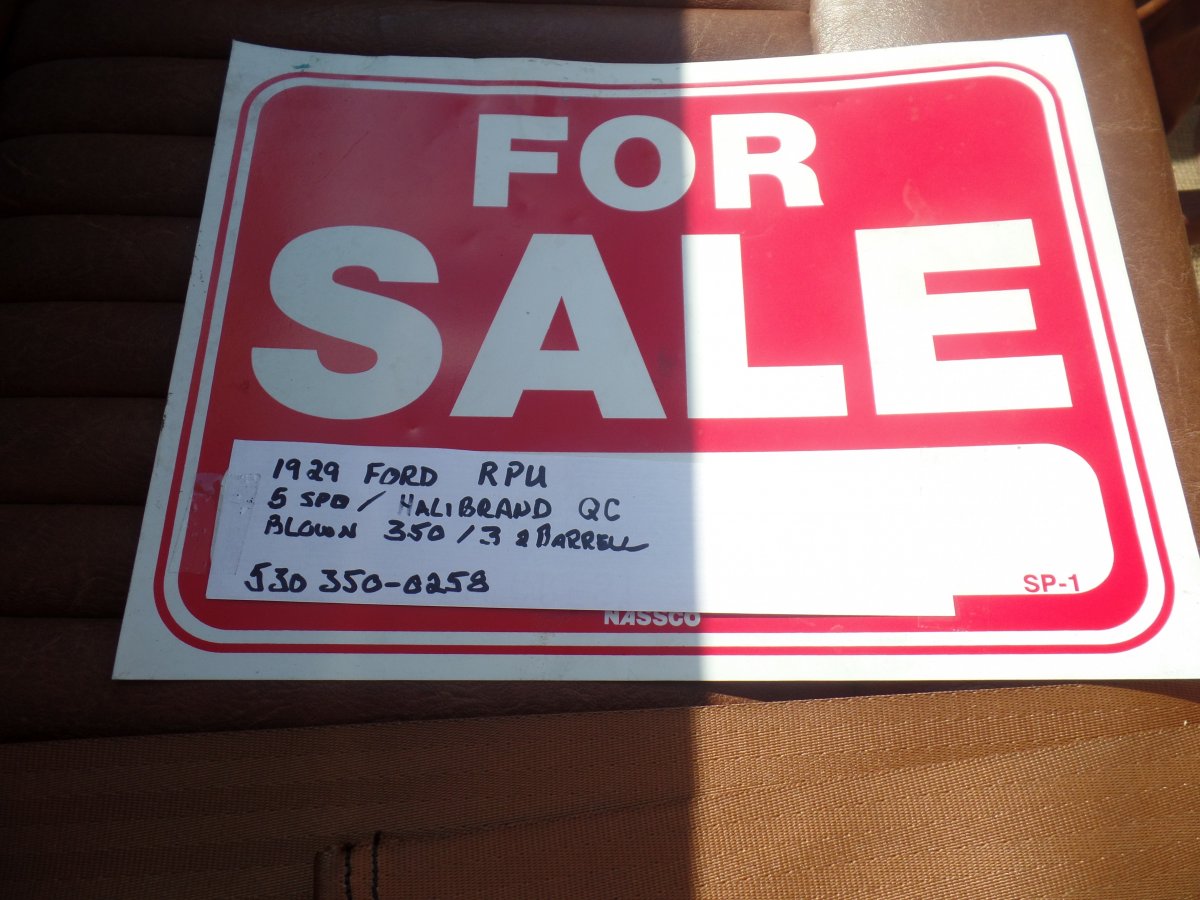 FOR
SALE
1929 FORD RPU
5 SPD / HALIBRAND QC
BLOWN 350 / 3 2 BARRELL
530 350-0258
SP-1
NASSCO